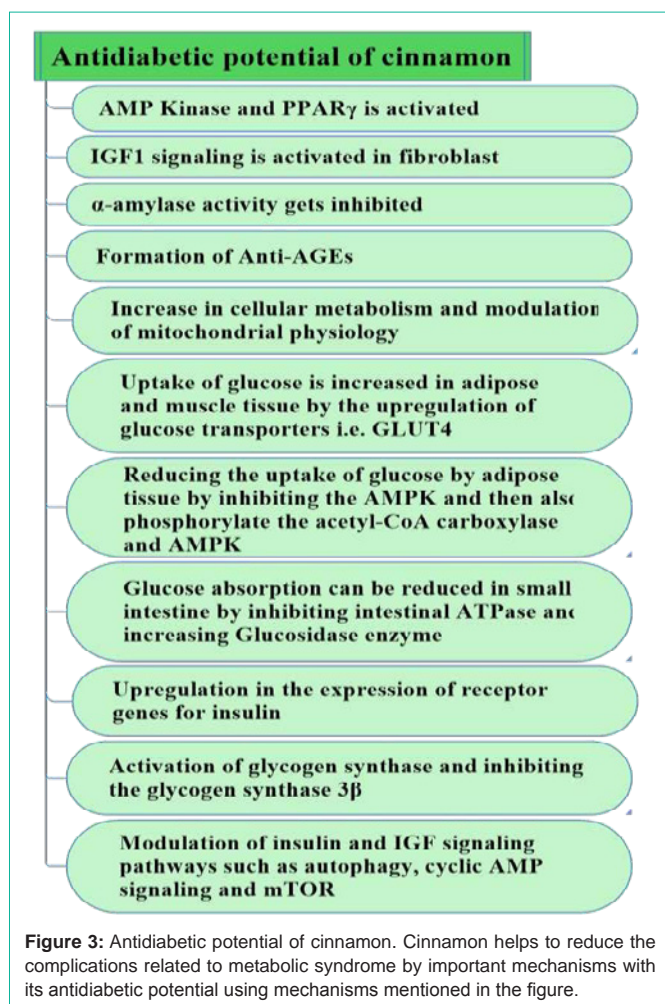 Antidiabetic potential of cinnamon
AMP Kinase and PPARγ is activated
IGF1 signaling is activated in fibroblast
α-amylase activity gets inhibited
Formation of Anti-AGEs
Increase in cellular metabolism and modulation
of mitochondrial physiology
Uptake of glucose is increased in adipose
and muscle tissue by the upregulation of
glucose transporters i.e. GLUT4
Reducing the uptake of glucose by adipose
tissue by inhibiting the AMPK and then also
phosphorylate the acetyl-CoA carboxylase
and AMPK
Glucose absorption can be reduced in small
intestine by inhibiting intestinal ATPase and
increasing Glucosidase enzyme
Upregulation in the expression of receptor
genes for insulin
Activation of glycogen synthase and inhibiting
the glycogen synthase 3β
Modulation of insulin and IGF signaling
pathways such as autophagy, cyclic AMP
signaling and mTOR
Figure 3: Antidiabetic potential of cinnamon. Cinnamon helps to reduce the
complications related to metabolic syndrome by important mechanisms with
its antidiabetic potential using mechanisms mentioned in the figure.